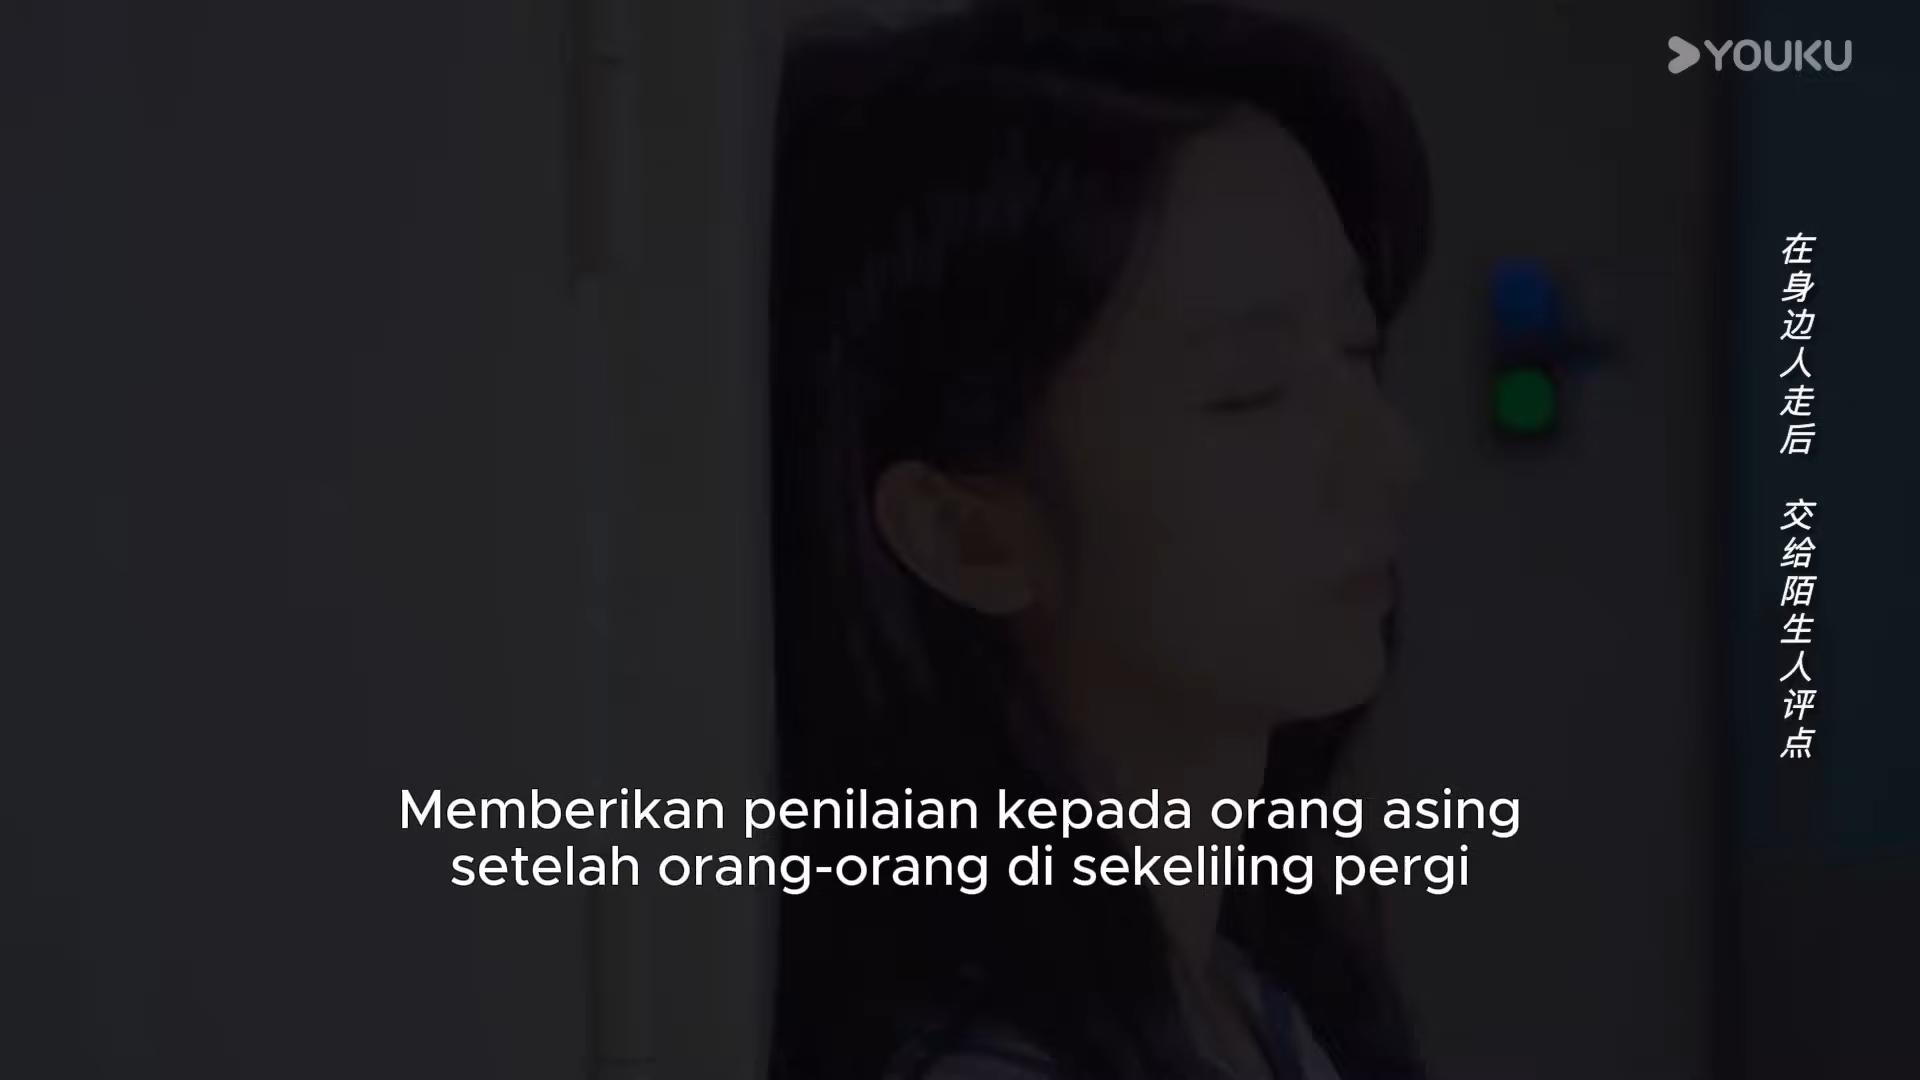 YOUKU
在身边人走后 交给陌生人评点
Memberikan penilaian kepada orang asing
setelah orang-orang di sekeliling pergi